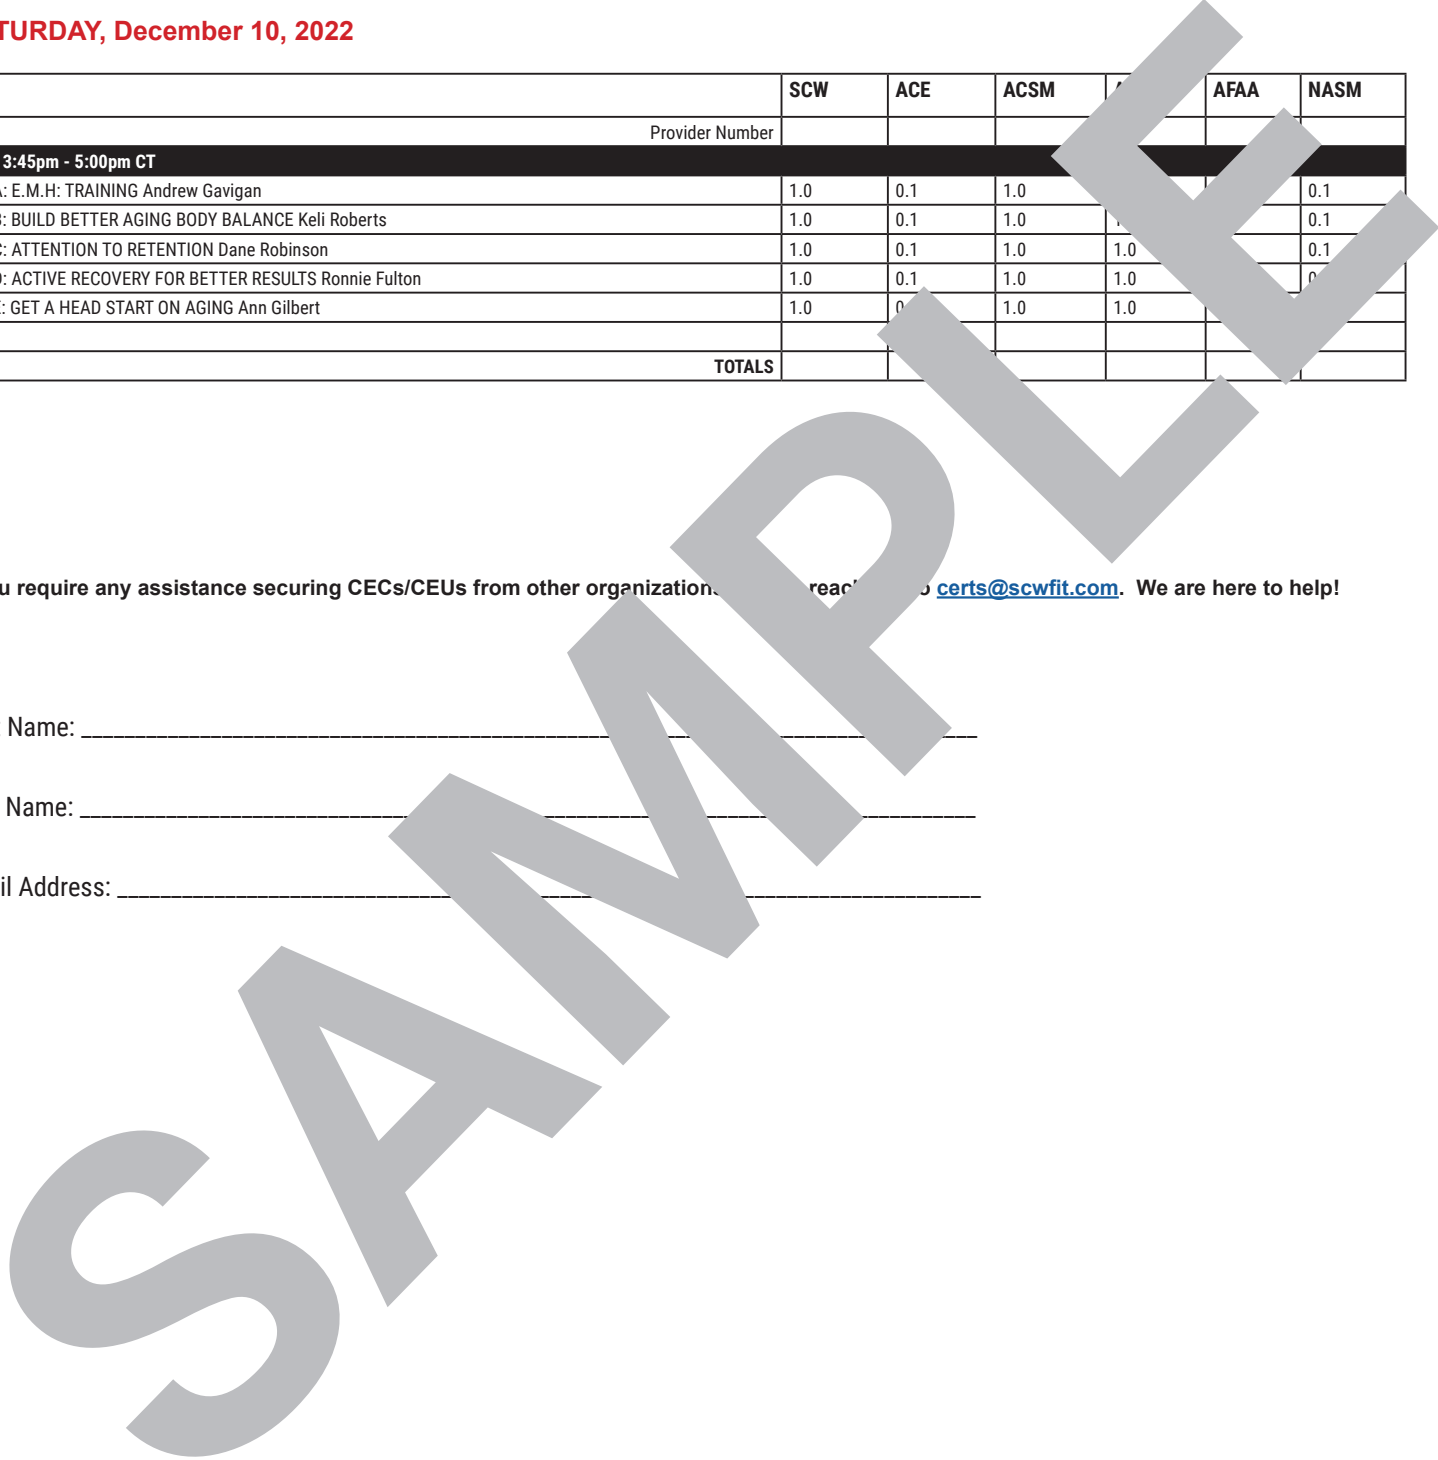 TURDAY, December 10, 2022
SCW ACE ACSM AFAA NASM
Provider Number
3:45pm - 5:00pm CT
: E.M.H: TRAINING Andrew Gavigan 1.0 0.1 1.0 0.1
: BUILD BETTER AGING BODY BALANCE Keli Roberts 1.0 0.1 1.0 0.1
: ATTENTION TO RETENTION Dane Robinson 1.0 0.1 1.0 1.0 0.1
: ACTIVE RECOVERY FOR BETTER RESULTS Ronnie Fulton 1.0 0.1 1.0 1.0
: GET A HEAD START ON AGING Ann Gilbert 1.0 1.0 1.0
TOTALS
u require any assistance securing CECs/CEUs from other organizations reac certs@scwfit.com. We are here to help!
Name:
Name:
il Address:
SAMPLE